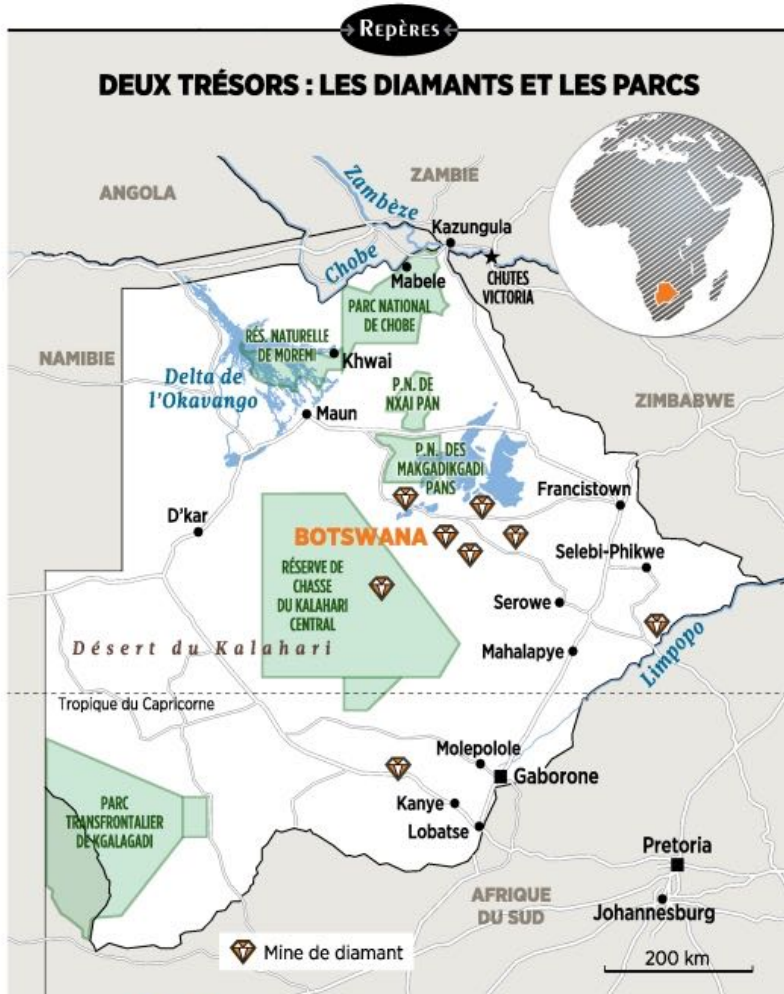 REPÈRES
DEUX TRÉSORS : LES DIAMANTS ET LES PARCS
ANGOLA
ZAMBIE
Zambèze
Kazungula
Chobe
Mabele
CHUTES
VICTORIA
PARC NATIONAL
DE CHOBE
RÉS. NATURELLE
DE MOREMI
Khwai
NAMIBIE
Delta de
l'Okavango
Maun
P.N. DE
NXAI PAN
ZIMBABWE
P.N. DES
MAKGADIKGADI
PANS
Francistown
D'kar
BOTSWANA
Selebi-Phikwe
RÉSERVE DE
CHASSE
DU KALAHARI
CENTRAL
Serowe
Désert du Kalahari
Mahalapye
Limpopo
Tropique du Capricorne
Molepolole
Gaborone
PARC
TRANSFRONTALIER
DE KGALAGADI
Kanye
Lobatse
Pretoria
AFRIQUE
DU SUD
Johannesburg
Mine de diamant
200 km